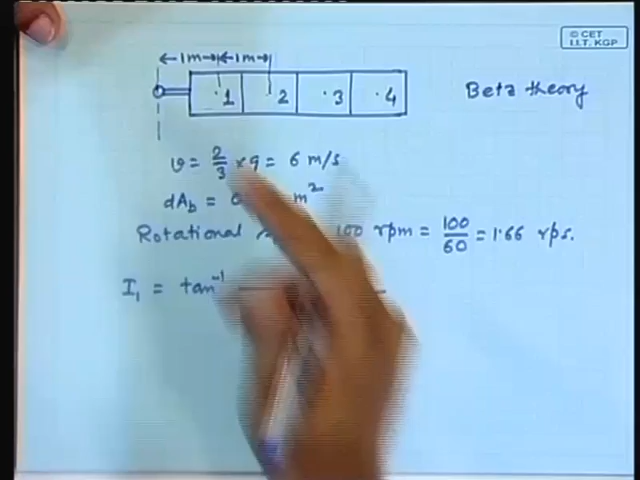 © CET
I.I.T. KGP
1m 1m
1 2 3 4
Betz theory
v = 2/3 × 9 = 6 m/s
dA_b = m²
Rotational 100 rpm = 100/60 = 1.66 rps.
I₁ = tan⁻¹